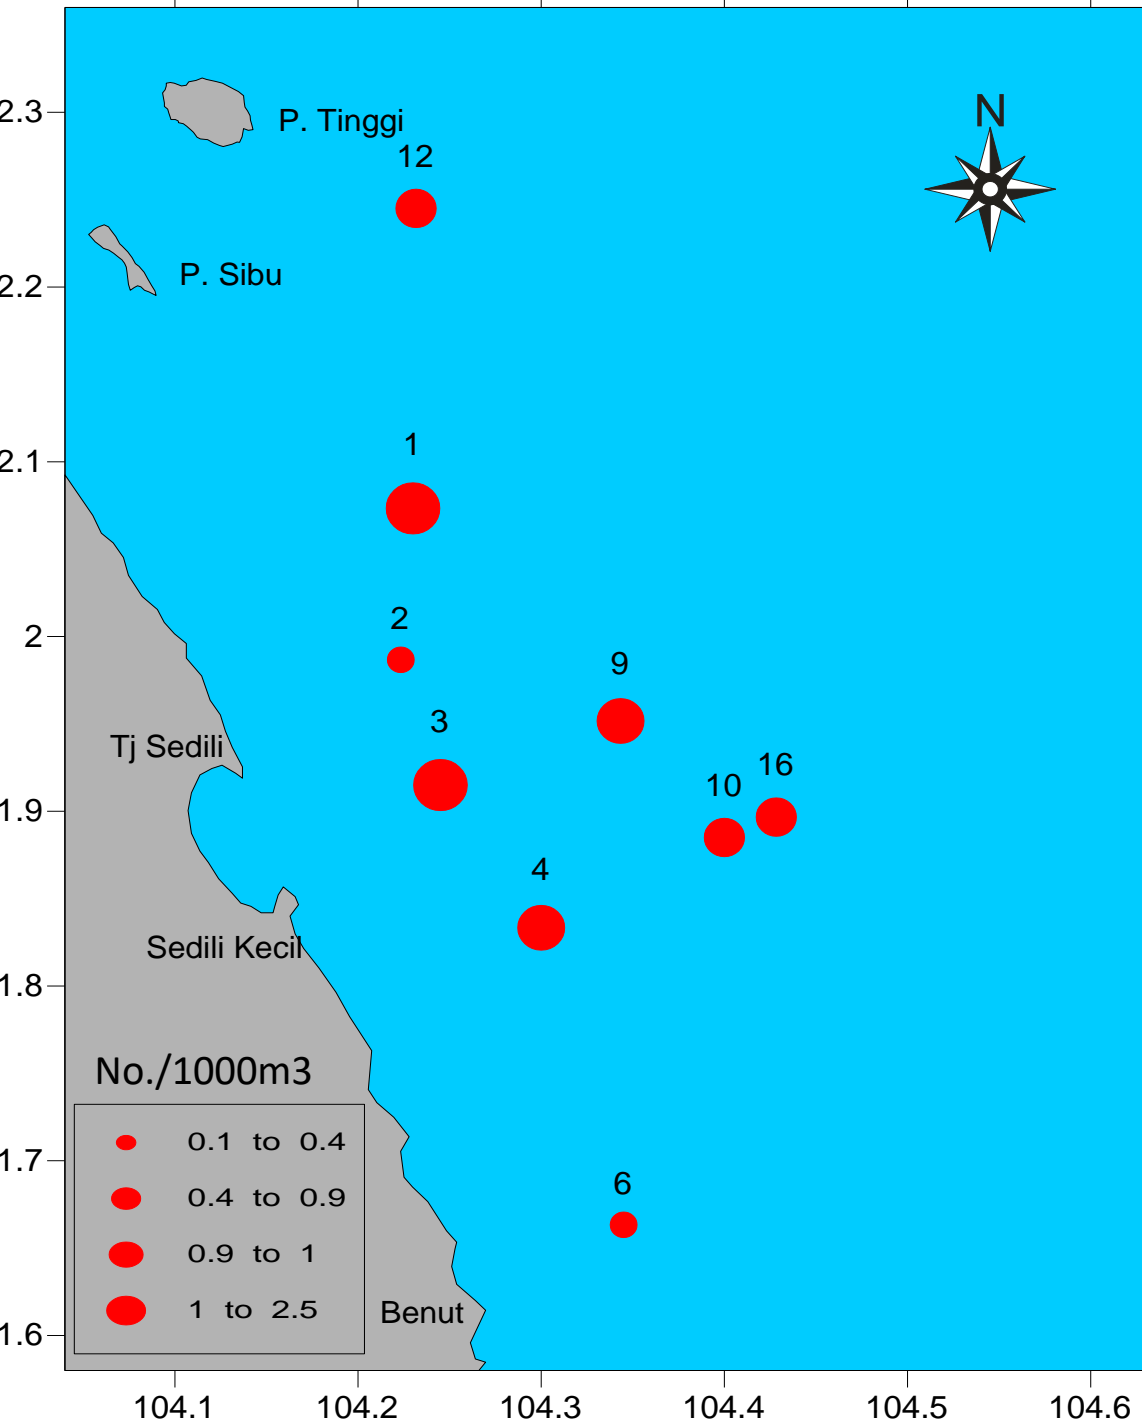 N
2.3
P. Tinggi
12
2.2
P. Sibu
1
2.1
2
2
9
3
Tj Sedili
16
10
1.9
4
Sedili Kecil
1.8
No./1000m3
0.1 to 0.4
1.7
6
0.4 to 0.9
0.9 to 1
1 to 2.5
Benut
1.6
104.1 104.2 104.3 104.4 104.5 104.6